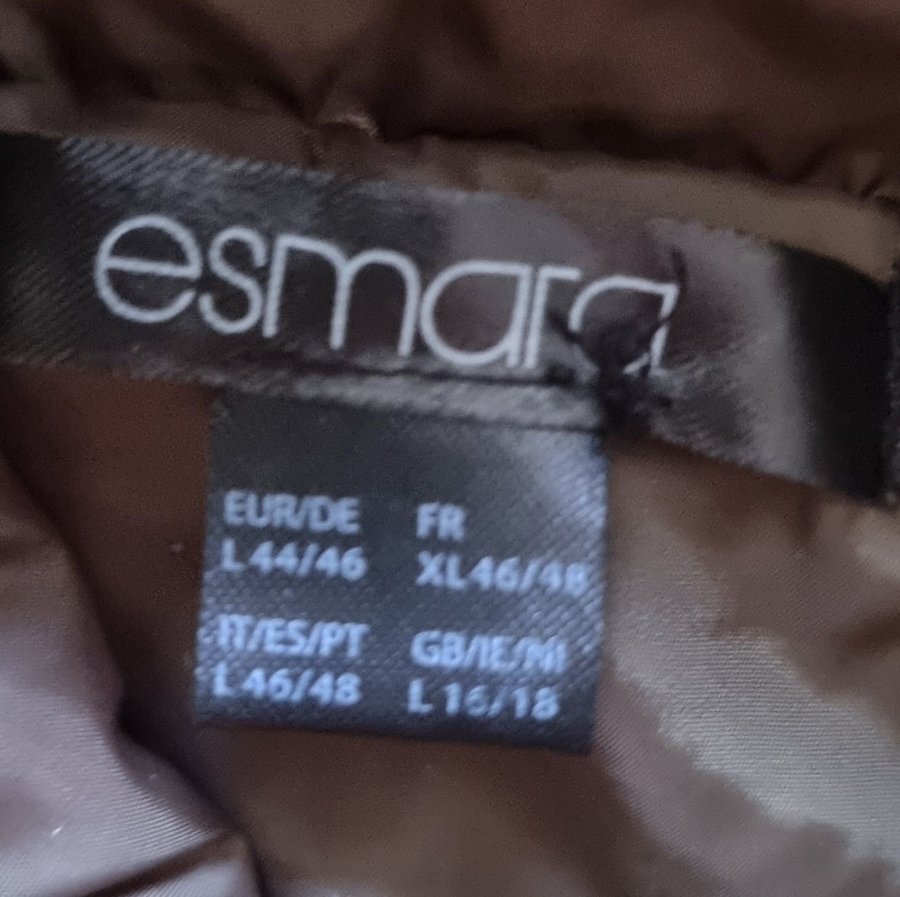 esmara
EUR/DE FR
L 44/46 XL 46/48
IT/ES/PT GB/IE/NI
L 46/48 L 16/18